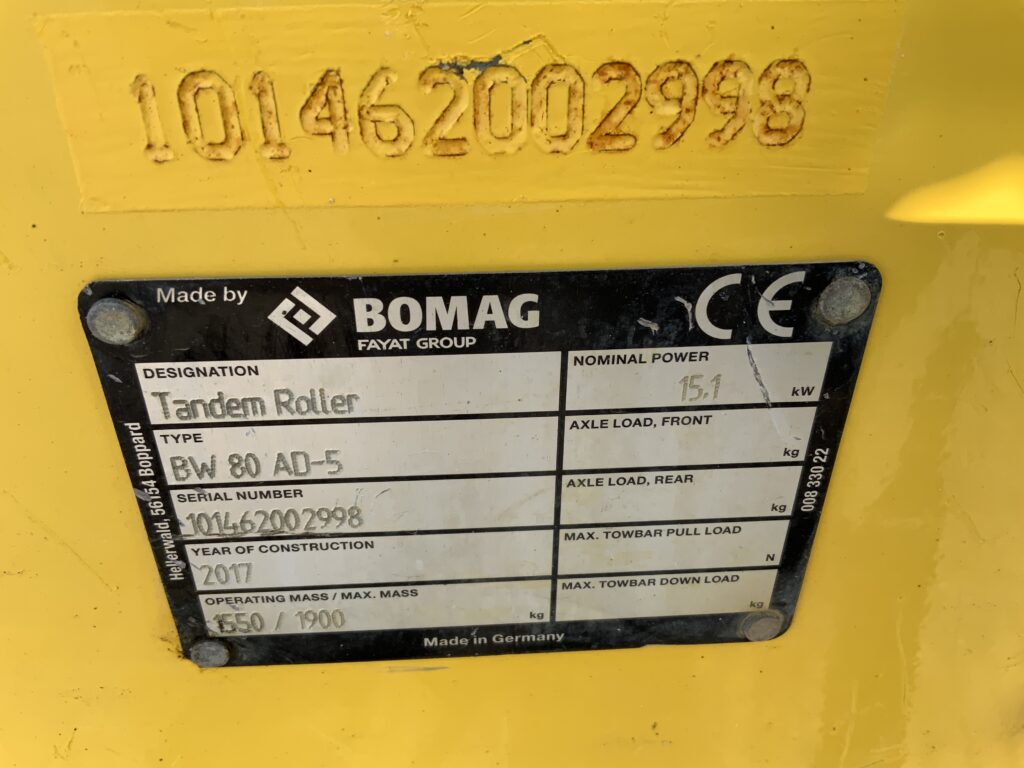 101462002998
Made by BOMAG CE
FAYAT GROUP
DESIGNATION
Tandem Roller
TYPE
BW 80 AD-5
SERIAL NUMBER
101462002998
YEAR OF CONSTRUCTION
2017
OPERATING MASS / MAX. MASS
1550 / 1900 kg
NOMINAL POWER
15.1 kW
AXLE LOAD, FRONT
kg
AXLE LOAD, REAR
kg
MAX. TOWBAR PULL LOAD
N
MAX. TOWBAR DOWN LOAD
kg
Hellerwald, 56154 Boppard
008 330 22
Made in Germany